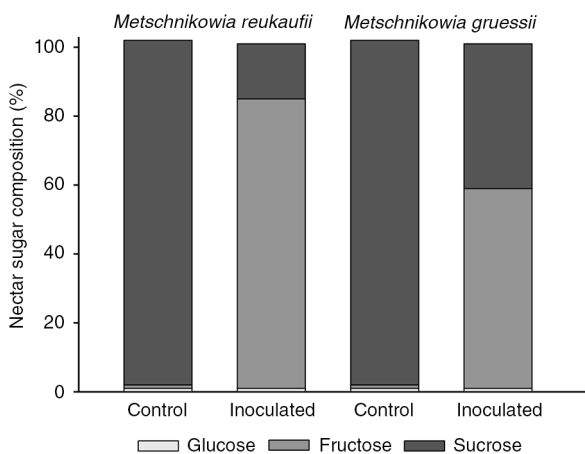 Metschnikowia reukaufii Metschnikowia gruessii
Nectar sugar composition (%)
100
80
60
40
20
0
Control Inoculated Control Inoculated
Glucose Fructose Sucrose